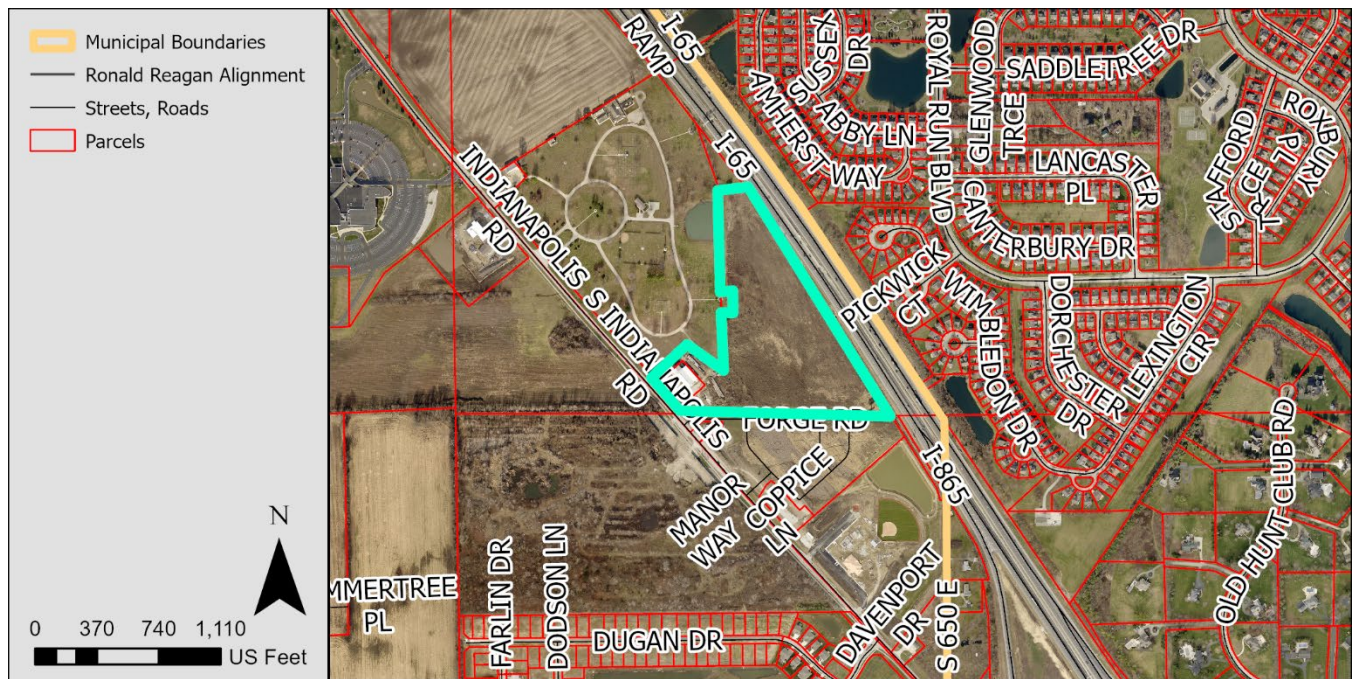 Municipal Boundaries
Ronald Reagan Alignment
Streets, Roads
Parcels
N
0 370 740 1,110
US Feet
I-65
RAMP
I-65
SUSSEX
DR
ABBY LN
AMHERST WAY
ROYAL RUN BLVD
GLENWOOD
TRCE
SADDLETREE DR
LANCASTER
PL
CANTERBURY DR
STAFFORD
TRCE
ROXBURY
PL
INDIANAPOLIS
RD
S INDIANAPOLIS
RD
PICKWICK
CT
WIMBLEDON DR
DORCHESTER
DR
LEXINGTON
CIR
FORGE RD
I-865
MANOR
WAY
COPPICE
LN
OLD HUNT CLUB RD
MMERTREE
PL
FARLIN DR
DODSON LN
DUGAN DR
DAVENPORT
DR
S 650 E